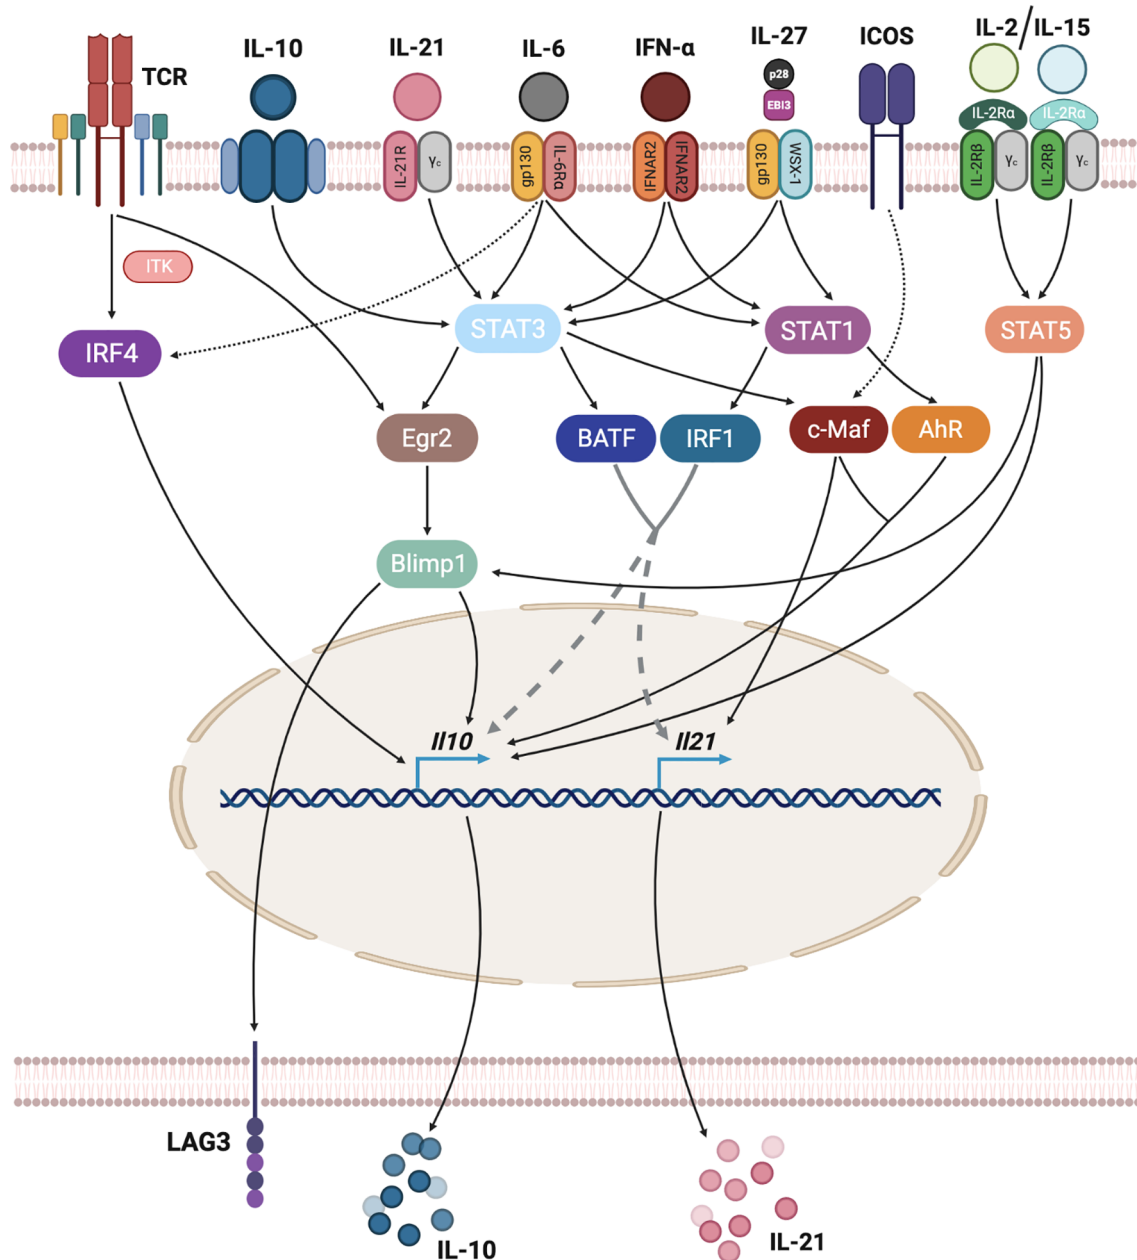 TCR
IL-10
IL-21
IL-6
IFN-α
IL-27
ICOS
IL-2/IL-15
p28
EBI3
IL-2Rα
IL-2Rα
IL-21R
γc
gp130
IL-6Rα
IFNAR2
IFNAR2
gp130
WSX-1
IL-2Rβ
γc
IL-2Rβ
γc
ITK
IRF4
STAT3
STAT1
STAT5
Egr2
BATF
IRF1
c-Maf
AhR
Blimp1
Il10
Il21
LAG3
IL-10
IL-21